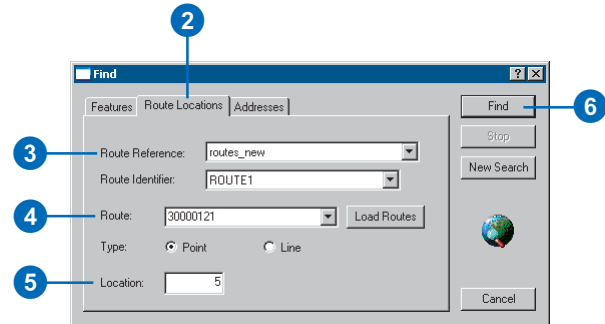 2
Find
Features Route Locations Addresses
Find 6
Stop
3 Route Reference: routes_new
New Search
Route Identifier: ROUTE1
4 Route: 30000121 Load Routes
Type: Point Line
5 Location: 5
Cancel